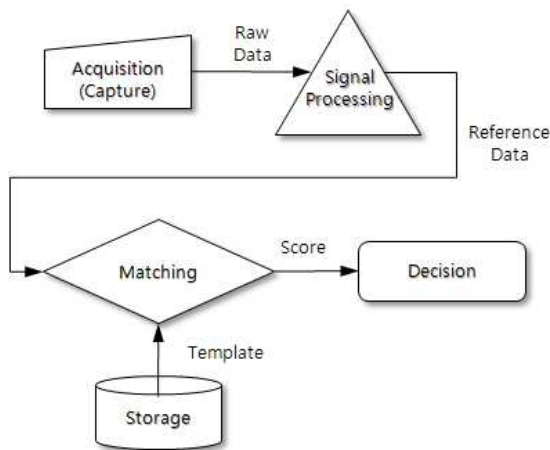 Acquisition
(Capture)
Raw
Data
Signal
Processing
Reference
Data
Matching
Score
Decision
Template
Storage